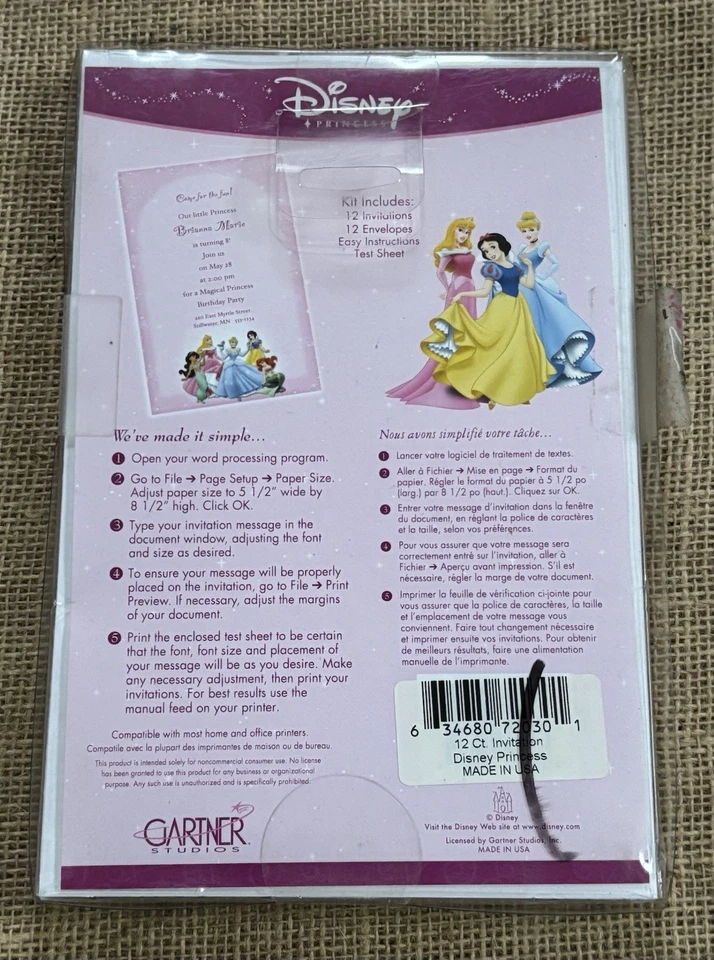 Disney
PRINCESS
Come for the fun!
Our little Princess
Brianna Marie
is turning 8!
Join us
on May 28
at 2:00 pm
for a Magical Princess
Birthday Party
Stillwater, MN
Kit Includes:
12 Invitations
12 Envelopes
Easy Instructions
Test Sheet
We've made it simple...
1 Open your word processing program.
2 Go to File → Page Setup → Paper Size.
Adjust paper size to 5 1/2" wide by
8 1/2" high. Click OK.
3 Type your invitation message in the
document window, adjusting the font
and size as desired.
4 To ensure your message will be properly
placed on the invitation, go to File → Print
Preview. If necessary, adjust the margins
of your document.
5 Print the enclosed test sheet to be certain
that the font, font size and placement of
your message will be as you desire. Make
any necessary adjustment, then print your
invitations. For best results use the
manual feed on your printer.
Nous avons simplifié votre tâche...
1 Lancer votre logiciel de traitement de textes.
2 Aller à Fichier → Mise en page → Format du
papier. Régler le format du papier à 5 1/2 po
(larg.) par 8 1/2 po (haut.). Cliquez sur OK.
3 Entrer votre message d'invitation dans la fenêtre
du document, en réglant la police de caractères
et la taille, selon vos préférences.
4 Pour vous assurer que votre message sera
correctement entré sur l'invitation, aller à
Fichier → Aperçu avant impression. S'il est
nécessaire, régler la marge de votre document.
5 Imprimer la feuille de vérification ci-jointe pour
vous assurer que la police de caractères, la taille
et l'emplacement de votre message vous
conviennent. Faire tout changement nécessaire
et imprimer ensuite vos invitations. Pour obtenir
de meilleurs résultats, faire une alimentation
manuelle de l'imprimante.
Compatible with most home and office printers.
Compatile avec la plupart des imprimantes de maison ou de bureau.
This product is intended solely for noncommercial consumer use. No license
has been granted to use this product for any business or organizational
purpose. Any such use is unauthorized and is specifically prohibited.
GARTNER
STUDIOS
6 34680 72030 1
12 Ct. Invitation
Disney Princess
MADE IN USA
© Disney
Visit the Disney Web site at www.disney.com
Licensed by Gartner Studios, Inc.
MADE IN USA